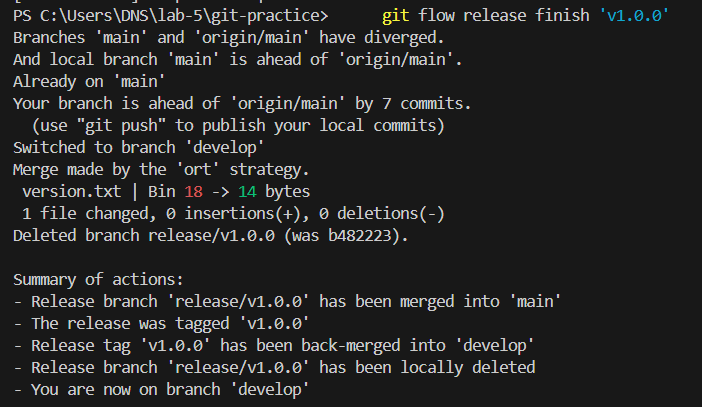 PS C:\Users\DNS\lab-5\git-practice> git flow release finish 'v1.0.0'
Branches 'main' and 'origin/main' have diverged.
And local branch 'main' is ahead of 'origin/main'.
Already on 'main'
Your branch is ahead of 'origin/main' by 7 commits.
  (use "git push" to publish your local commits)
Switched to branch 'develop'
Merge made by the 'ort' strategy.
 version.txt | Bin 18 -> 14 bytes
 1 file changed, 0 insertions(+), 0 deletions(-)
Deleted branch release/v1.0.0 (was b482223).

Summary of actions:
- Release branch 'release/v1.0.0' has been merged into 'main'
- The release was tagged 'v1.0.0'
- Release tag 'v1.0.0' has been back-merged into 'develop'
- Release branch 'release/v1.0.0' has been locally deleted
- You are now on branch 'develop'